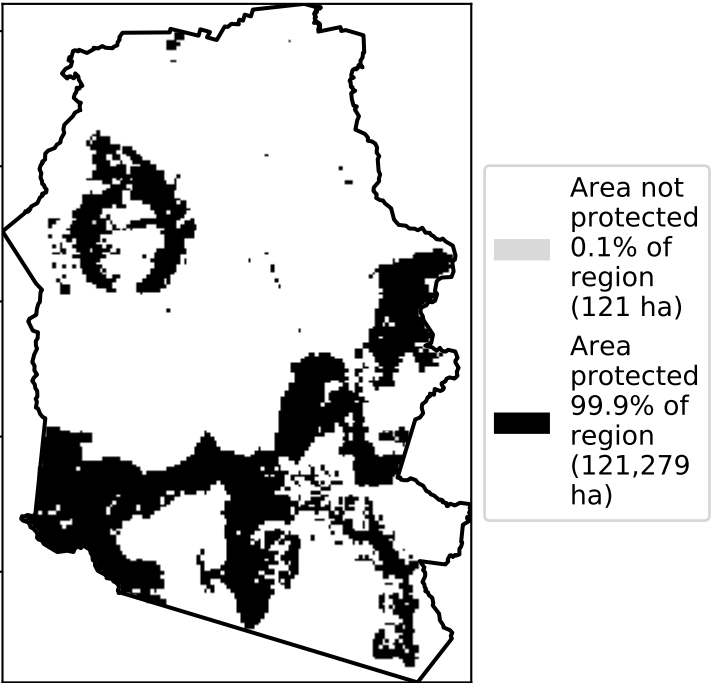 Area not
protected
0.1% of
region
(121 ha)
Area
protected
99.9% of
region
(121,279
ha)